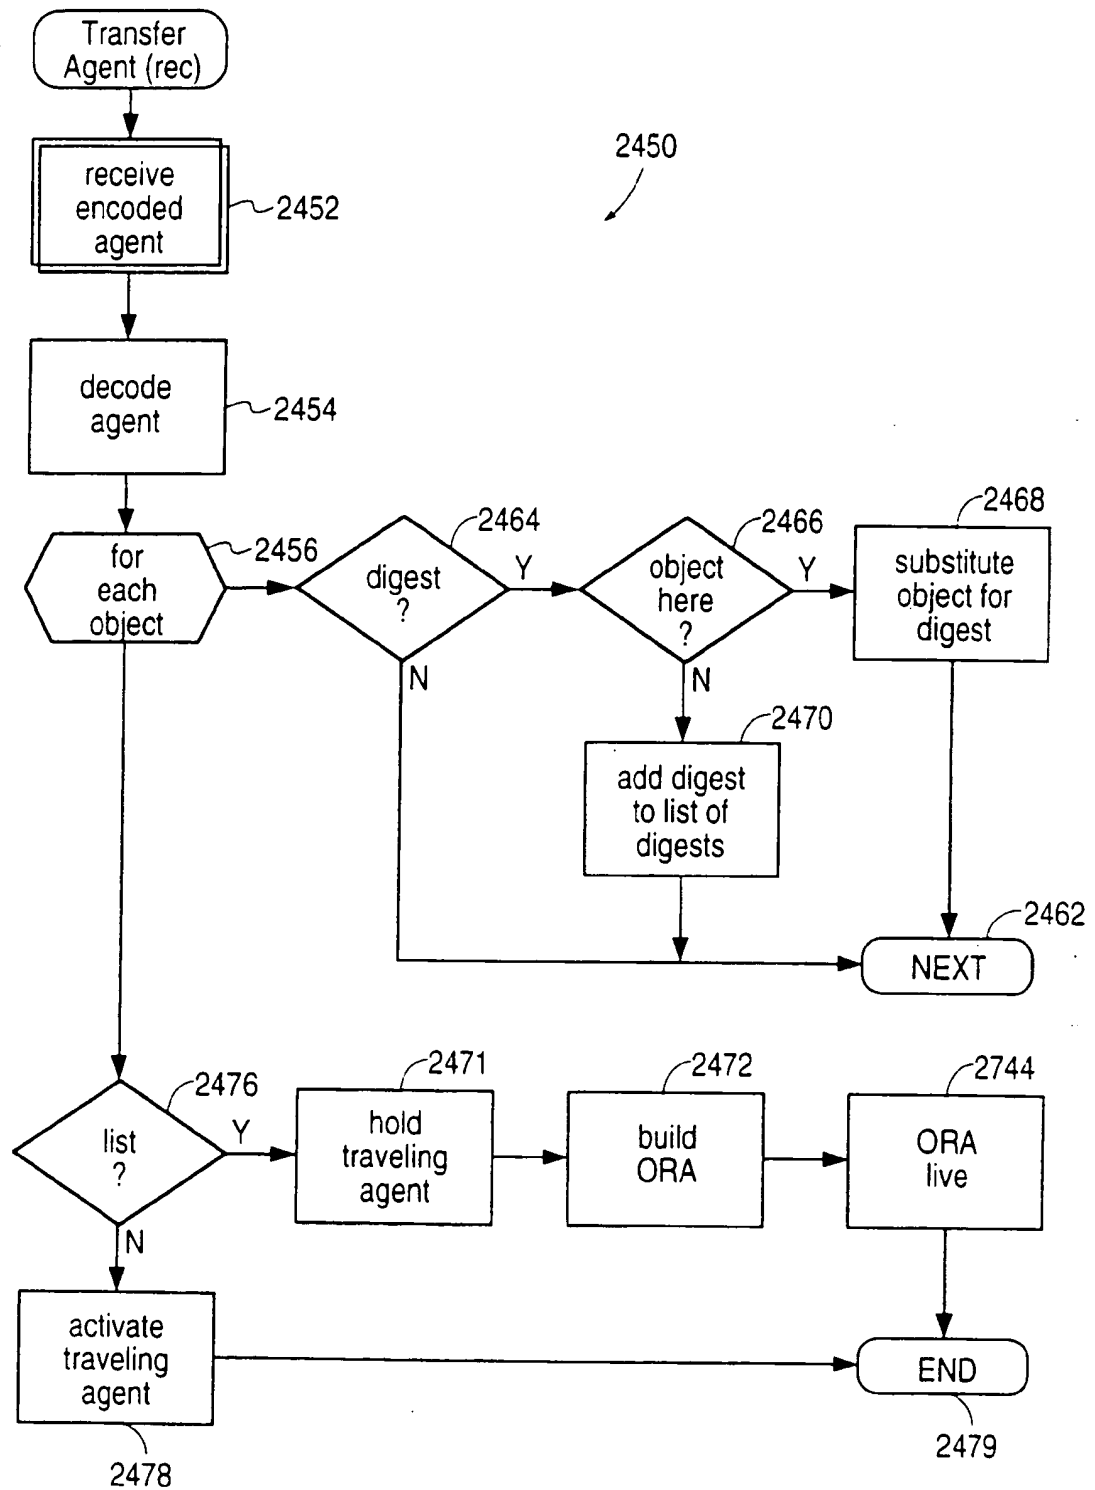 Transfer
Agent (rec)
2450
receive
encoded
agent
2452
decode
agent
2454
for
each
object
2456
digest
?
2464
Y
N
object
here
?
2466
Y
N
substitute
object for
digest
2468
add digest
to list of
digests
2470
NEXT
2462
list
?
2476
Y
N
hold
traveling
agent
2471
build
ORA
2472
ORA
live
2744
activate
traveling
agent
2478
END
2479